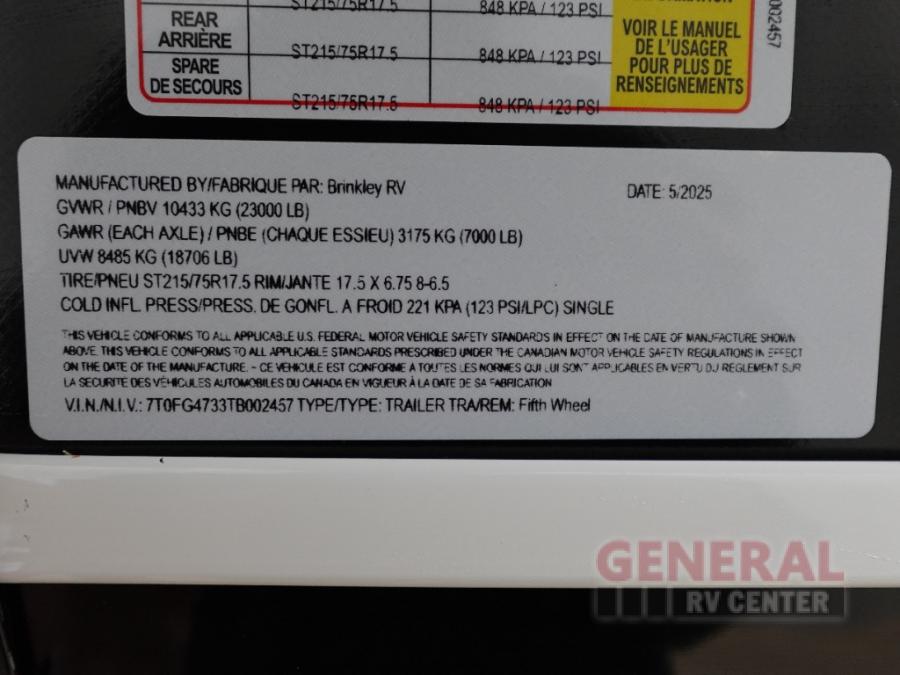 ST215/75R17.5 848 KPA / 123 PSI
REAR
ARRIÈRE
ST215/75R17.5 848 KPA / 123 PSI
SPARE
DE SECOURS
ST215/75R17.5 848 KPA / 123 PSI
VOIR LE MANUEL
DE L'USAGER
POUR PLUS DE
RENSEIGNEMENTS
002457
MANUFACTURED BY/FABRIQUE PAR: Brinkley RV DATE: 5/2025
GVWR / PNBV 10433 KG (23000 LB)
GAWR (EACH AXLE) / PNBE (CHAQUE ESSIEU) 3175 KG (7000 LB)
UVW 8485 KG (18706 LB)
TIRE/PNEU ST215/75R17.5 RIM/JANTE 17.5 X 6.75 8-6.5
COLD INFL. PRESS/PRESS. DE GONFL. A FROID 221 KPA (123 PSI/LPC) SINGLE
THIS VEHICLE CONFORMS TO ALL APPLICABLE U.S. FEDERAL MOTOR VEHICLE SAFETY STANDARDS IN EFFECT ON THE DATE OF MANUFACTURE SHOWN
ABOVE. THIS VEHICLE CONFORMS TO ALL APPLICABLE STANDARDS PRESCRIBED UNDER THE CANADIAN MOTOR VEHICLE SAFETY REGULATIONS IN EFFECT
ON THE DATE OF THE MANUFACTURE. - CE VEHICULE EST CONFORME A TOUTES LES NORMES QUI LUI SONT APPLICABLES EN VERTU DU REGLEMENT SUR
LA SECURITE DES VÉHICULES AUTOMOBILES DU CANADA EN VIGUEUR À LA DATE DE SA FABRICATION
V.I.N./N.I.V.: 7T0FG4733TB002457 TYPE/TYPE: TRAILER TRA/REM: Fifth Wheel
GENERAL
RV CENTER